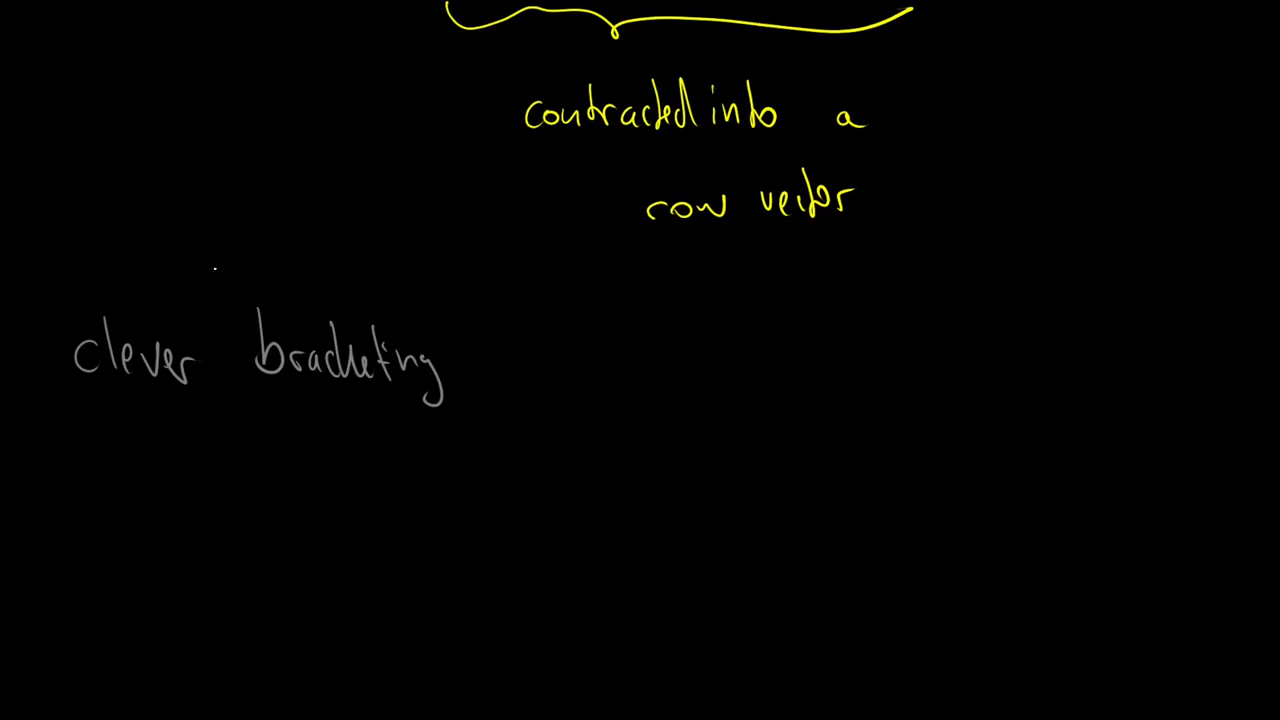 contracted into a
row vector
clever bracketing